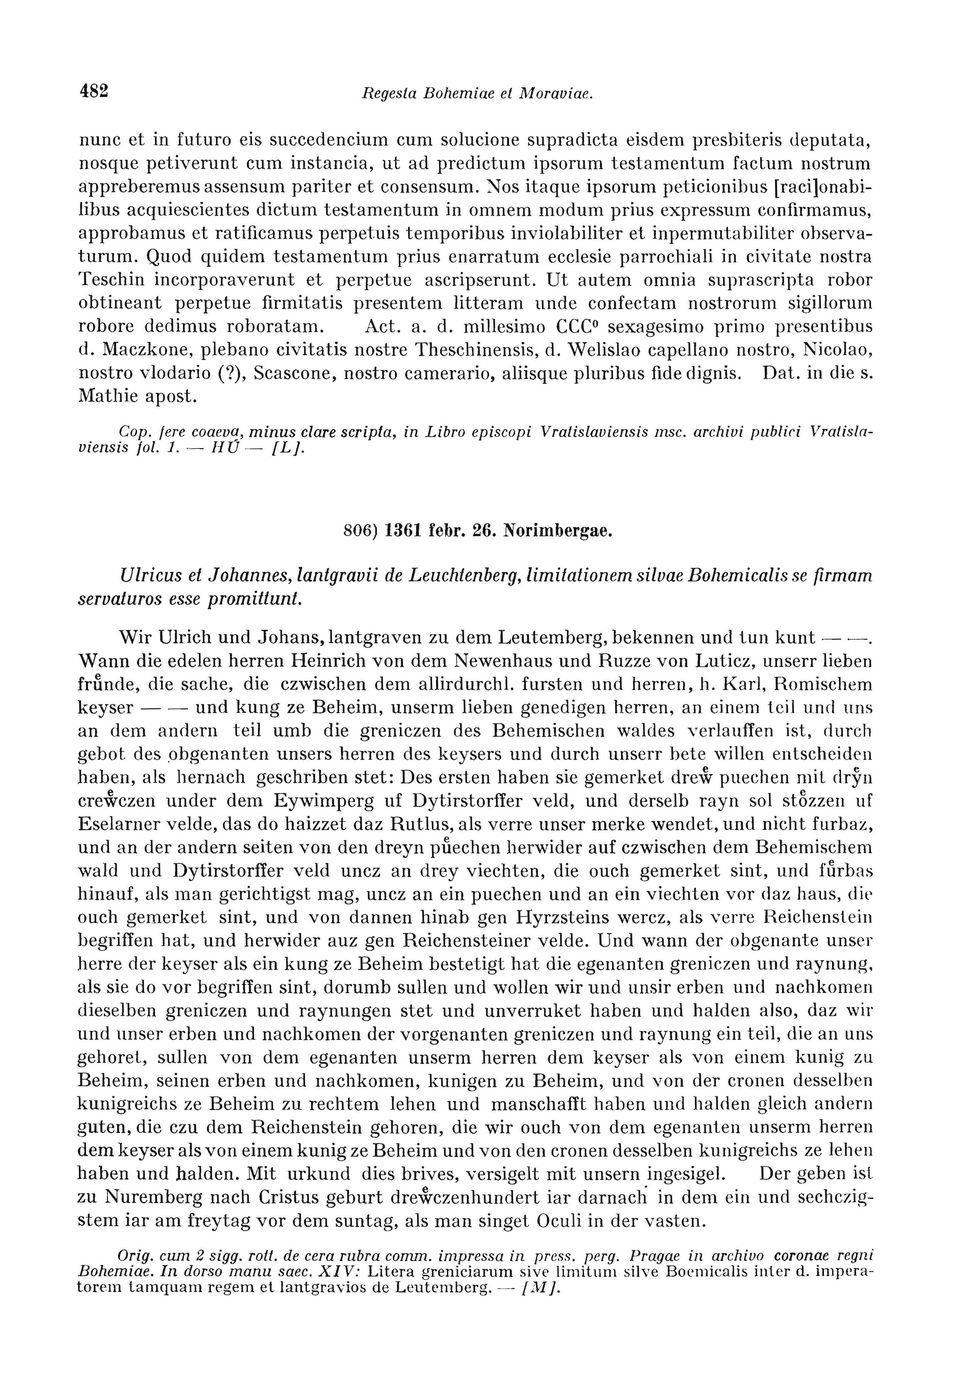 482 Regesta Bohemiae et Moraviae.
nunc et in futuro eis succedencium cum solucione supradicta eisdem presbiteris deputata,
nosque petiverunt cum instancia, ut ad predictum ipsorum testamentum factum nostrum
appreberemus assensum pariter et consensum. Nos itaque ipsorum peticionibus [raci]onabi-
libus acquiescientes dictum testamentum in omnem modum prius expressum confirmamus,
approbamus et ratificamus perpetuis temporibus inviolabiliter et inpermutabiliter observa-
turum. Quod quidem testamentum prius enarratum ecclesie parrochiali in civitate nostra
Teschin incorporaverunt et perpetue ascripserunt. Ut autem omnia suprascripta robor
obtineant perpetue firmitatis presentem litteram unde confectam nostrorum sigillorum
robore dedimus roboratam. Act. a. d. millesimo CCC⁰ sexagesimo primo presentibus
d. Maczkone, plebano civitatis nostre Theschinensis, d. Welislao capellano nostro, Nicolao,
nostro vlodario (?), Scascone, nostro camerario, aliisque pluribus fide dignis. Dat. in die s.
Mathie apost.
Cop. fere coaeva, minus clare scripta, in Libro episcopi Vratislaviensis msc. archivi publici Vratisla-
viensis fol. 1. — HÚ — [L].
806) 1361 febr. 26. Norimbergae.
Ulricus et Johannes, lantgravii de Leuchtenberg, limitationem silvae Bohemicalis se firmam
servaturos esse promittunt.
Wir Ulrich und Johans, lantgraven zu dem Leutemberg, bekennen und tun kunt — —.
Wann die edelen herren Heinrich von dem Newenhaus und Ruzze von Luticz, unserr lieben
fruͤnde, die sache, die czwischen dem allirdurchl. fursten und herren, h. Karl, Romischem
keyser — — und kung ze Beheim, unserm lieben genedigen herren, an einem teil und uns
an dem andern teil umb die greniczen des Behemischen waldes verlauffen ist, durch
gebot des obgenanten unsers herren des keysers und durch unserr bete willen entscheiden
haben, als hernach geschriben stet: Des ersten haben sie gemerket drewͤ puechen mit dryͤn
crewͤczen under dem Eywimperg uf Dytirstorffer veld, und derselb rayn sol stoͤzzen uf
Eselarner velde, das do haizzet daz Rutlus, als verre unser merke wendet, und nicht furbaz,
und an der andern seiten von den dreyn puͤechen herwider auf czwischen dem Behemischem
wald und Dytirstorffer veld uncz an drey viechten, die ouch gemerket sint, und fuͤrbas
hinauf, als man gerichtigst mag, uncz an ein puechen und an ein viechten vor daz haus, die
ouch gemerket sint, und von dannen hinab gen Hyrzsteins wercz, als verre Reichenstein
begriffen hat, und herwider auz gen Reichensteiner velde. Und wann der obgenante unser
herre der keyser als ein kung ze Beheim bestetigt hat die egenanten greniczen und raynung,
als sie do vor begriffen sint, dorumb sullen und wollen wir und unsir erben und nachkomen
dieselben greniczen und raynungen stet und unverruket haben und halden also, daz wir
und unser erben und nachkomen der vorgenanten greniczen und raynung ein teil, die an uns
gehoret, sullen von dem egenanten unserm herren dem keyser als von einem kunig zu
Beheim, seinen erben und nachkomen, kunigen zu Beheim, und von der cronen desselben
kunigreichs ze Beheim zu rechtem lehen und manschafft haben und halden gleich andern
guten, die czu dem Reichenstein gehoren, die wir ouch von dem egenanten unserm herren
dem keyser als von einem kunig ze Beheim und von den cronen desselben kunigreichs ze lehen
haben und halden. Mit urkund dies brives, versigelt mit unsern ingesigel. Der geben ist
zu Nuremberg nach Cristus geburt drewͤczenhundert iar darnach in dem ein und sechczig-
stem iar am freytag vor dem suntag, als man singet Oculi in der vasten.
Orig. cum 2 sigg. rott. de cera rubra comm. impressa in press. perg. Pragae in archivo coronae regni
Bohemiae. In dorso manu saec. XIV: Litera greniciarum sive limitum silve Boemicalis inter d. impera-
torem tamquam regem et lantgravios de Leutemberg. — [M].